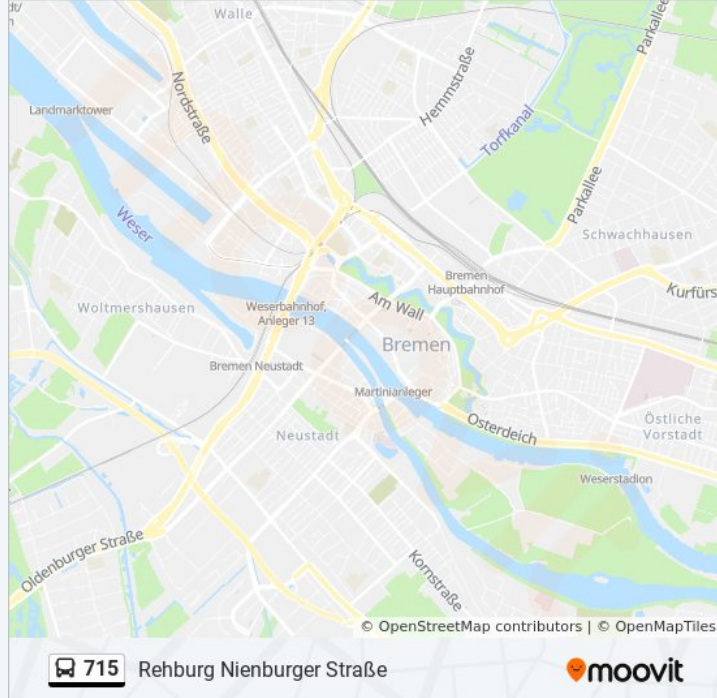 Walle
Parkallee
Hemmstraße
Nordstraße
Landmarktower
Torfkanal
Parkallee
Weser
Schwachhausen
Bremen
Hauptbahnhof
Kurfürs
Woltmershausen
Weserbahnhof,
Anleger 13
Am Wall
Bremen
Bremen Neustadt
Martinianleger
Osterdeich
Östliche
Vorstadt
Neustadt
Weserstadion
Oldenburger Straße
Kornstraße
© OpenStreetMap contributors | © OpenMapTiles
715 Rehburg Nienburger Straße
moovit